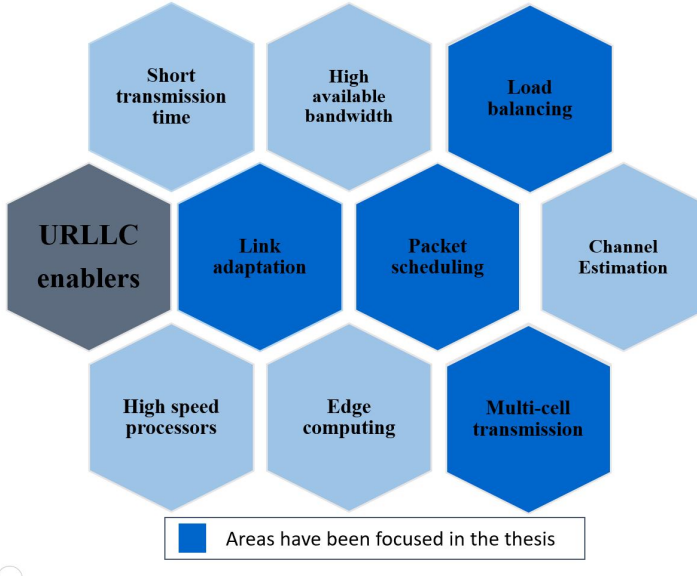 Short
transmission
time
High
available
bandwidth
Load
balancing
URLLC
enablers
Link
adaptation
Packet
scheduling
Channel
Estimation
High speed
processors
Edge
computing
Multi-cell
transmission
Areas have been focused in the thesis